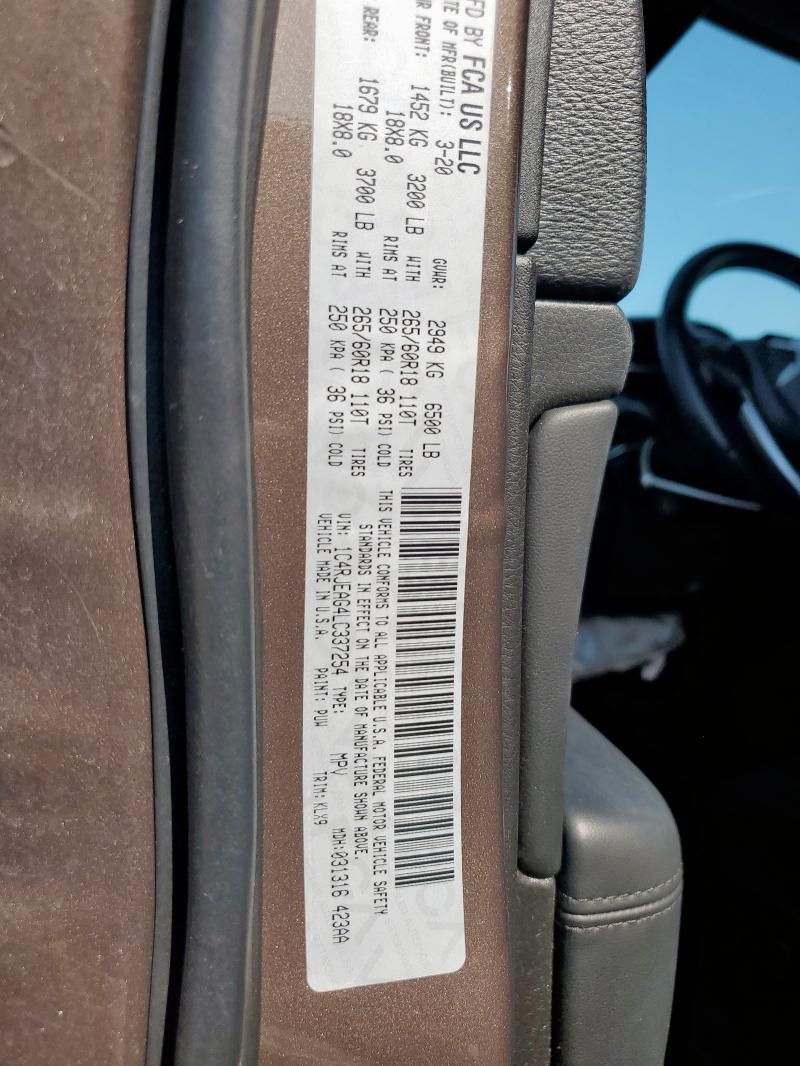 MFD BY FCA US LLC
DATE OF MFR(BUILT): 3-20 GVWR: 2949 KG 6500 LB
FRONT: 1452 KG 3200 LB WITH 265/60R18 110T TIRES
18X8.0 RIMS AT 250 KPA ( 36 PSI) COLD
REAR: 1679 KG 3700 LB WITH 265/60R18 110T TIRES
18X8.0 RIMS AT 250 KPA ( 36 PSI) COLD
THIS VEHICLE CONFORMS TO ALL APPLICABLE U.S.A. FEDERAL MOTOR VEHICLE SAFETY
STANDARDS IN EFFECT ON THE DATE OF MANUFACTURE SHOWN ABOVE.
VIN: 1C4RJEAG4LC337254 TYPE: MPV MDH:031316 423AA
VEHICLE MADE IN U.S.A. PAINT: PUW TRIM: KLX9